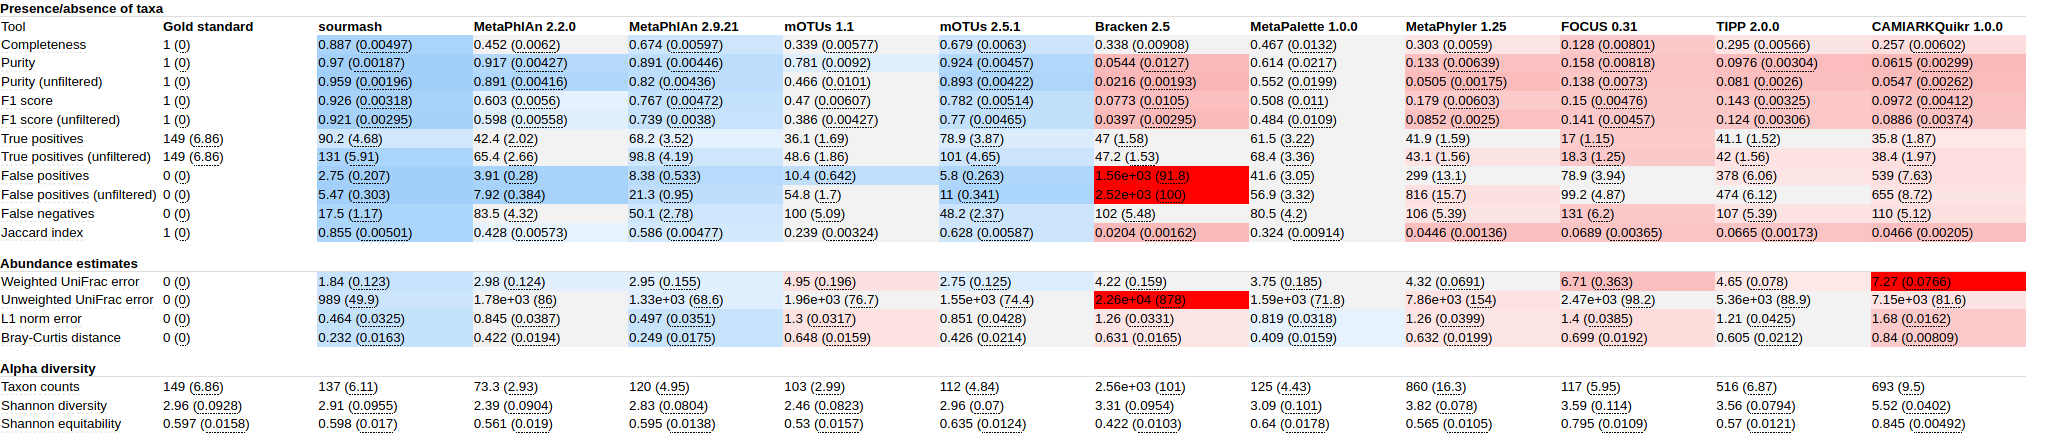 Presence/absence of taxa
Tool Gold standard sourmash MetaPhlAn 2.2.0 MetaPhlAn 2.9.21 mOTUs 1.1 mOTUs 2.5.1 Bracken 2.5 MetaPalette 1.0.0 MetaPhyler 1.25 FOCUS 0.31 TIPP 2.0.0 CAMIARKQuikr 1.0.0
Completeness 1 (0) 0.887 (0.00497) 0.452 (0.0062) 0.674 (0.00597) 0.339 (0.00577) 0.679 (0.0063) 0.338 (0.00908) 0.467 (0.0132) 0.303 (0.0059) 0.128 (0.00801) 0.295 (0.00566) 0.257 (0.00602)
Purity 1 (0) 0.97 (0.00187) 0.917 (0.00427) 0.891 (0.00446) 0.781 (0.0092) 0.924 (0.00457) 0.0544 (0.0127) 0.614 (0.0217) 0.133 (0.00639) 0.158 (0.00818) 0.0976 (0.00304) 0.0615 (0.00299)
Purity (unfiltered) 1 (0) 0.959 (0.00196) 0.891 (0.00416) 0.82 (0.00436) 0.466 (0.0101) 0.893 (0.00422) 0.0216 (0.00193) 0.552 (0.0199) 0.0505 (0.00175) 0.138 (0.0073) 0.081 (0.0026) 0.0547 (0.00262)
F1 score 1 (0) 0.926 (0.00318) 0.603 (0.0056) 0.767 (0.00472) 0.47 (0.00607) 0.782 (0.00514) 0.0773 (0.0105) 0.508 (0.011) 0.179 (0.00603) 0.15 (0.00476) 0.143 (0.00325) 0.0972 (0.00412)
F1 score (unfiltered) 1 (0) 0.921 (0.00295) 0.598 (0.00558) 0.739 (0.0038) 0.386 (0.00427) 0.77 (0.00465) 0.0397 (0.00295) 0.484 (0.0109) 0.0852 (0.0025) 0.141 (0.00457) 0.124 (0.00306) 0.0886 (0.00374)
True positives 149 (6.86) 90.2 (4.68) 42.4 (2.02) 68.2 (3.52) 36.1 (1.69) 78.9 (3.87) 47 (1.58) 61.5 (3.22) 41.9 (1.59) 17 (1.15) 41.1 (1.52) 35.8 (1.87)
True positives (unfiltered) 149 (6.86) 131 (5.91) 65.4 (2.66) 98.8 (4.19) 48.6 (1.86) 101 (4.65) 47.2 (1.53) 68.4 (3.36) 43.1 (1.56) 18.3 (1.25) 42 (1.56) 38.4 (1.97)
False positives 0 (0) 2.75 (0.207) 3.91 (0.28) 8.38 (0.533) 10.4 (0.642) 5.8 (0.263) 1.56e+03 (91.8) 41.6 (3.05) 299 (13.1) 78.9 (3.94) 378 (6.06) 539 (7.63)
False positives (unfiltered) 0 (0) 5.47 (0.303) 7.92 (0.384) 21.3 (0.95) 54.8 (1.7) 11 (0.341) 2.52e+03 (100) 56.9 (3.32) 816 (15.7) 99.2 (4.87) 474 (6.12) 655 (8.72)
False negatives 0 (0) 17.5 (1.17) 83.5 (4.32) 50.1 (2.78) 100 (5.09) 48.2 (2.37) 102 (5.48) 80.5 (4.2) 106 (5.39) 131 (6.2) 107 (5.39) 110 (5.12)
Jaccard index 1 (0) 0.855 (0.00501) 0.428 (0.00573) 0.586 (0.00477) 0.239 (0.00324) 0.628 (0.00587) 0.0204 (0.00162) 0.324 (0.00914) 0.0446 (0.00136) 0.0689 (0.00365) 0.0665 (0.00173) 0.0466 (0.00205)
Abundance estimates
Weighted UniFrac error 0 (0) 1.84 (0.123) 2.98 (0.124) 2.95 (0.155) 4.95 (0.196) 2.75 (0.125) 4.22 (0.159) 3.75 (0.185) 4.32 (0.0691) 6.71 (0.363) 4.65 (0.078) 7.27 (0.0766)
Unweighted UniFrac error 0 (0) 989 (49.9) 1.78e+03 (86) 1.33e+03 (68.6) 1.96e+03 (76.7) 1.55e+03 (74.4) 2.26e+04 (878) 1.59e+03 (71.8) 7.86e+03 (154) 2.47e+03 (98.2) 5.36e+03 (88.9) 7.15e+03 (81.6)
L1 norm error 0 (0) 0.464 (0.0325) 0.845 (0.0387) 0.497 (0.0351) 1.3 (0.0317) 0.851 (0.0428) 1.26 (0.0331) 0.819 (0.0318) 1.26 (0.0399) 1.4 (0.0385) 1.21 (0.0425) 1.68 (0.0162)
Bray-Curtis distance 0 (0) 0.232 (0.0163) 0.422 (0.0194) 0.249 (0.0175) 0.648 (0.0159) 0.426 (0.0214) 0.631 (0.0165) 0.409 (0.0159) 0.632 (0.0199) 0.699 (0.0192) 0.605 (0.0212) 0.84 (0.00809)
Alpha diversity
Taxon counts 149 (6.86) 137 (6.11) 73.3 (2.93) 120 (4.95) 103 (2.99) 112 (4.84) 2.56e+03 (101) 125 (4.43) 860 (16.3) 117 (5.95) 516 (6.87) 693 (9.5)
Shannon diversity 2.96 (0.0928) 2.91 (0.0955) 2.39 (0.0904) 2.83 (0.0804) 2.46 (0.0823) 2.96 (0.07) 3.31 (0.0954) 3.09 (0.101) 3.82 (0.078) 3.59 (0.114) 3.56 (0.0794) 5.52 (0.0402)
Shannon equitability 0.597 (0.0158) 0.598 (0.017) 0.561 (0.019) 0.595 (0.0138) 0.53 (0.0157) 0.635 (0.0124) 0.422 (0.0103) 0.64 (0.0178) 0.565 (0.0105) 0.795 (0.0109) 0.57 (0.0121) 0.845 (0.00492)